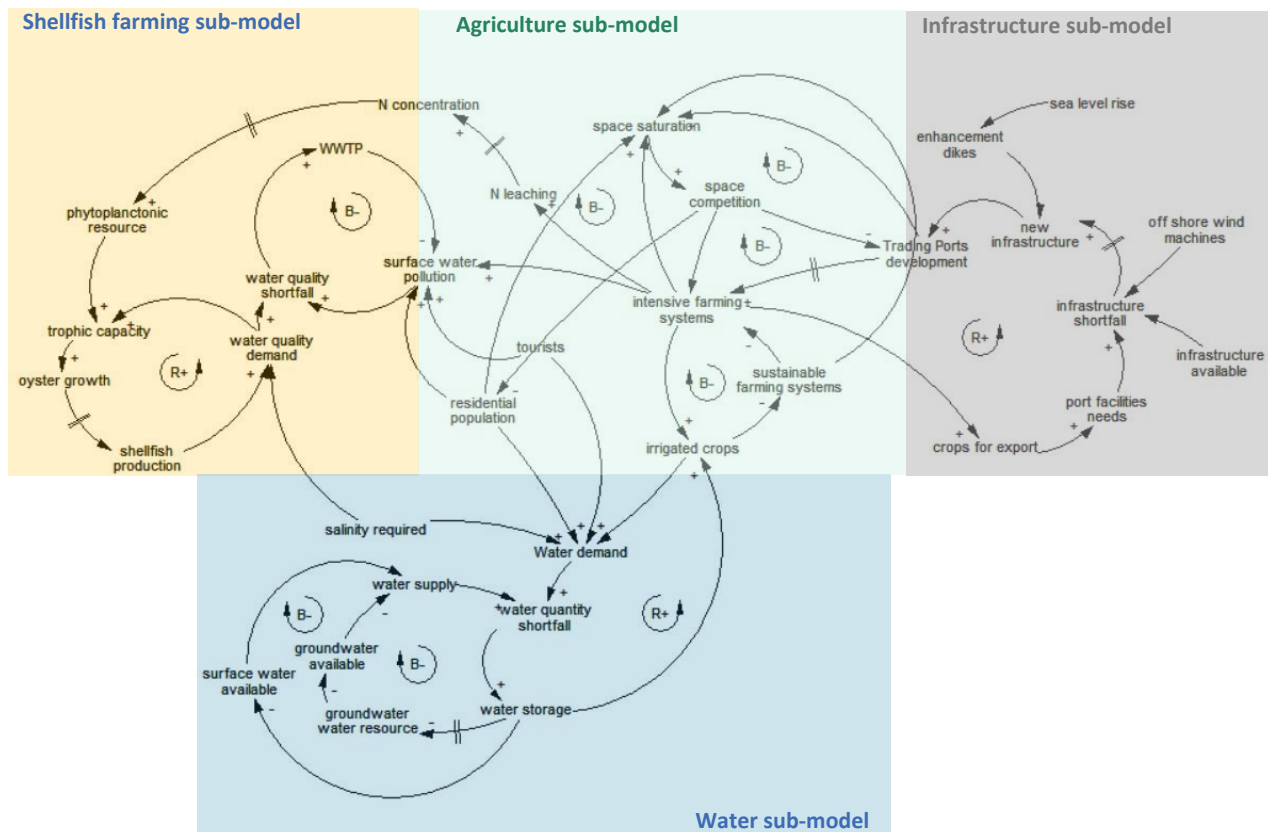 Shellfish farming sub-model
Agriculture sub-model
Infrastructure sub-model
N concentration
WWTP
B-
phytoplanctonic
resource
water quality
shortfall
trophic capacity
water quality
demand
oyster growth
R+
shellfish
production
space saturation
N leaching
B-
space
competition
B-
B-
surface water
pollution
intensive farming
systems
tourists
residential
population
B-
sustainable
farming systems
irrigated crops
sea level rise
enhancement
dikes
new
infrastructure
off shore wind
machines
Trading Ports
development
infrastructure
shortfall
R+
infrastructure
available
port facilities
needs
crops for export
salinity required
Water demand
water supply
water quantity
shortfall
R+
B-
groundwater
available
B-
surface water
available
groundwater
water resource
water storage
Water sub-model